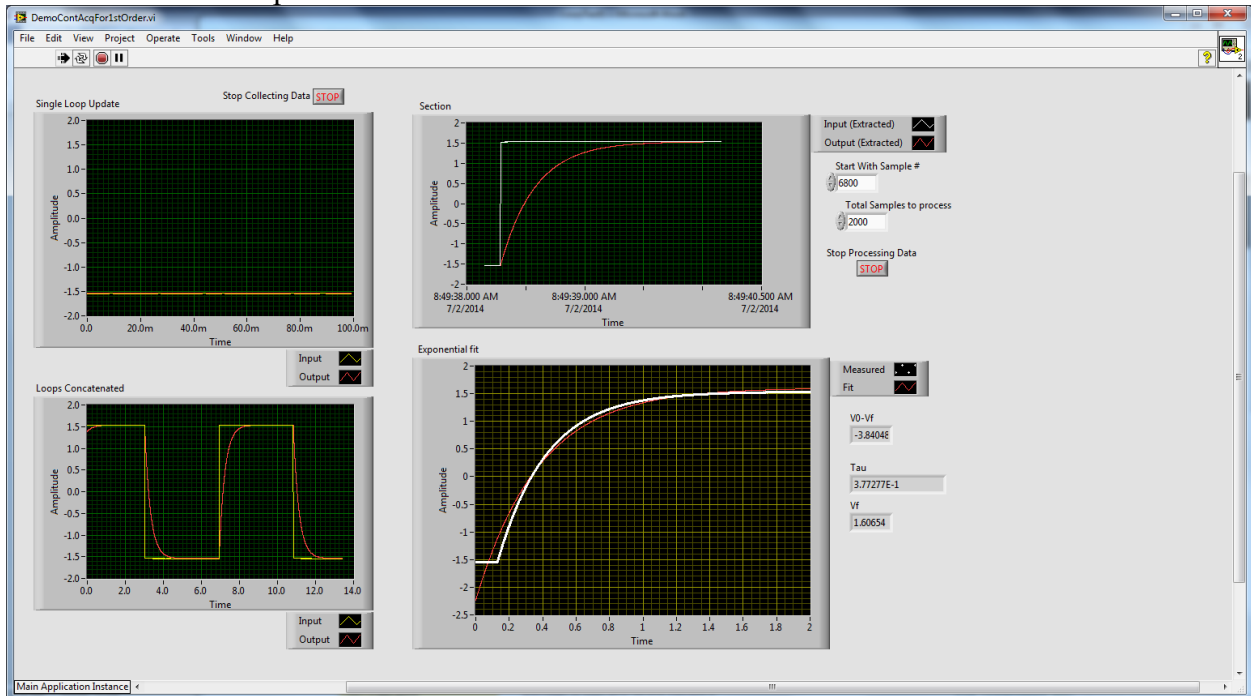 DemoContAcqFor1stOrder.vi
File Edit View Project Operate Tools Window Help
2
Single Loop Update
Stop Collecting Data STOP
2.0
1.5
1.0
0.5
0.0
-0.5
-1.0
-1.5
-2.0
Amplitude
0.0 20.0m 40.0m 60.0m 80.0m 100.0m
Time
Input
Output
Loops Concatenated
2.0
1.5
1.0
0.5
0.0
-0.5
-1.0
-1.5
-2.0
Amplitude
0.0 2.0 4.0 6.0 8.0 10.0 12.0 14.0
Time
Input
Output
Section
2
1.5
1
0.5
0
-0.5
-1
-1.5
-2
Amplitude
8:49:38.000 AM 8:49:39.000 AM 8:49:40.500 AM
7/2/2014 7/2/2014 7/2/2014
Time
Input (Extracted)
Output (Extracted)
Start With Sample #
6800
Total Samples to process
2000
Stop Processing Data
STOP
Exponential fit
2
1.5
1
0.5
0
-0.5
-1
-1.5
-2
-2.5
Amplitude
0 0.2 0.4 0.6 0.8 1 1.2 1.4 1.6 1.8 2
Time
Measured
Fit
V0-Vf
-3.84048
Tau
3.77277E-1
Vf
1.60654
Main Application Instance